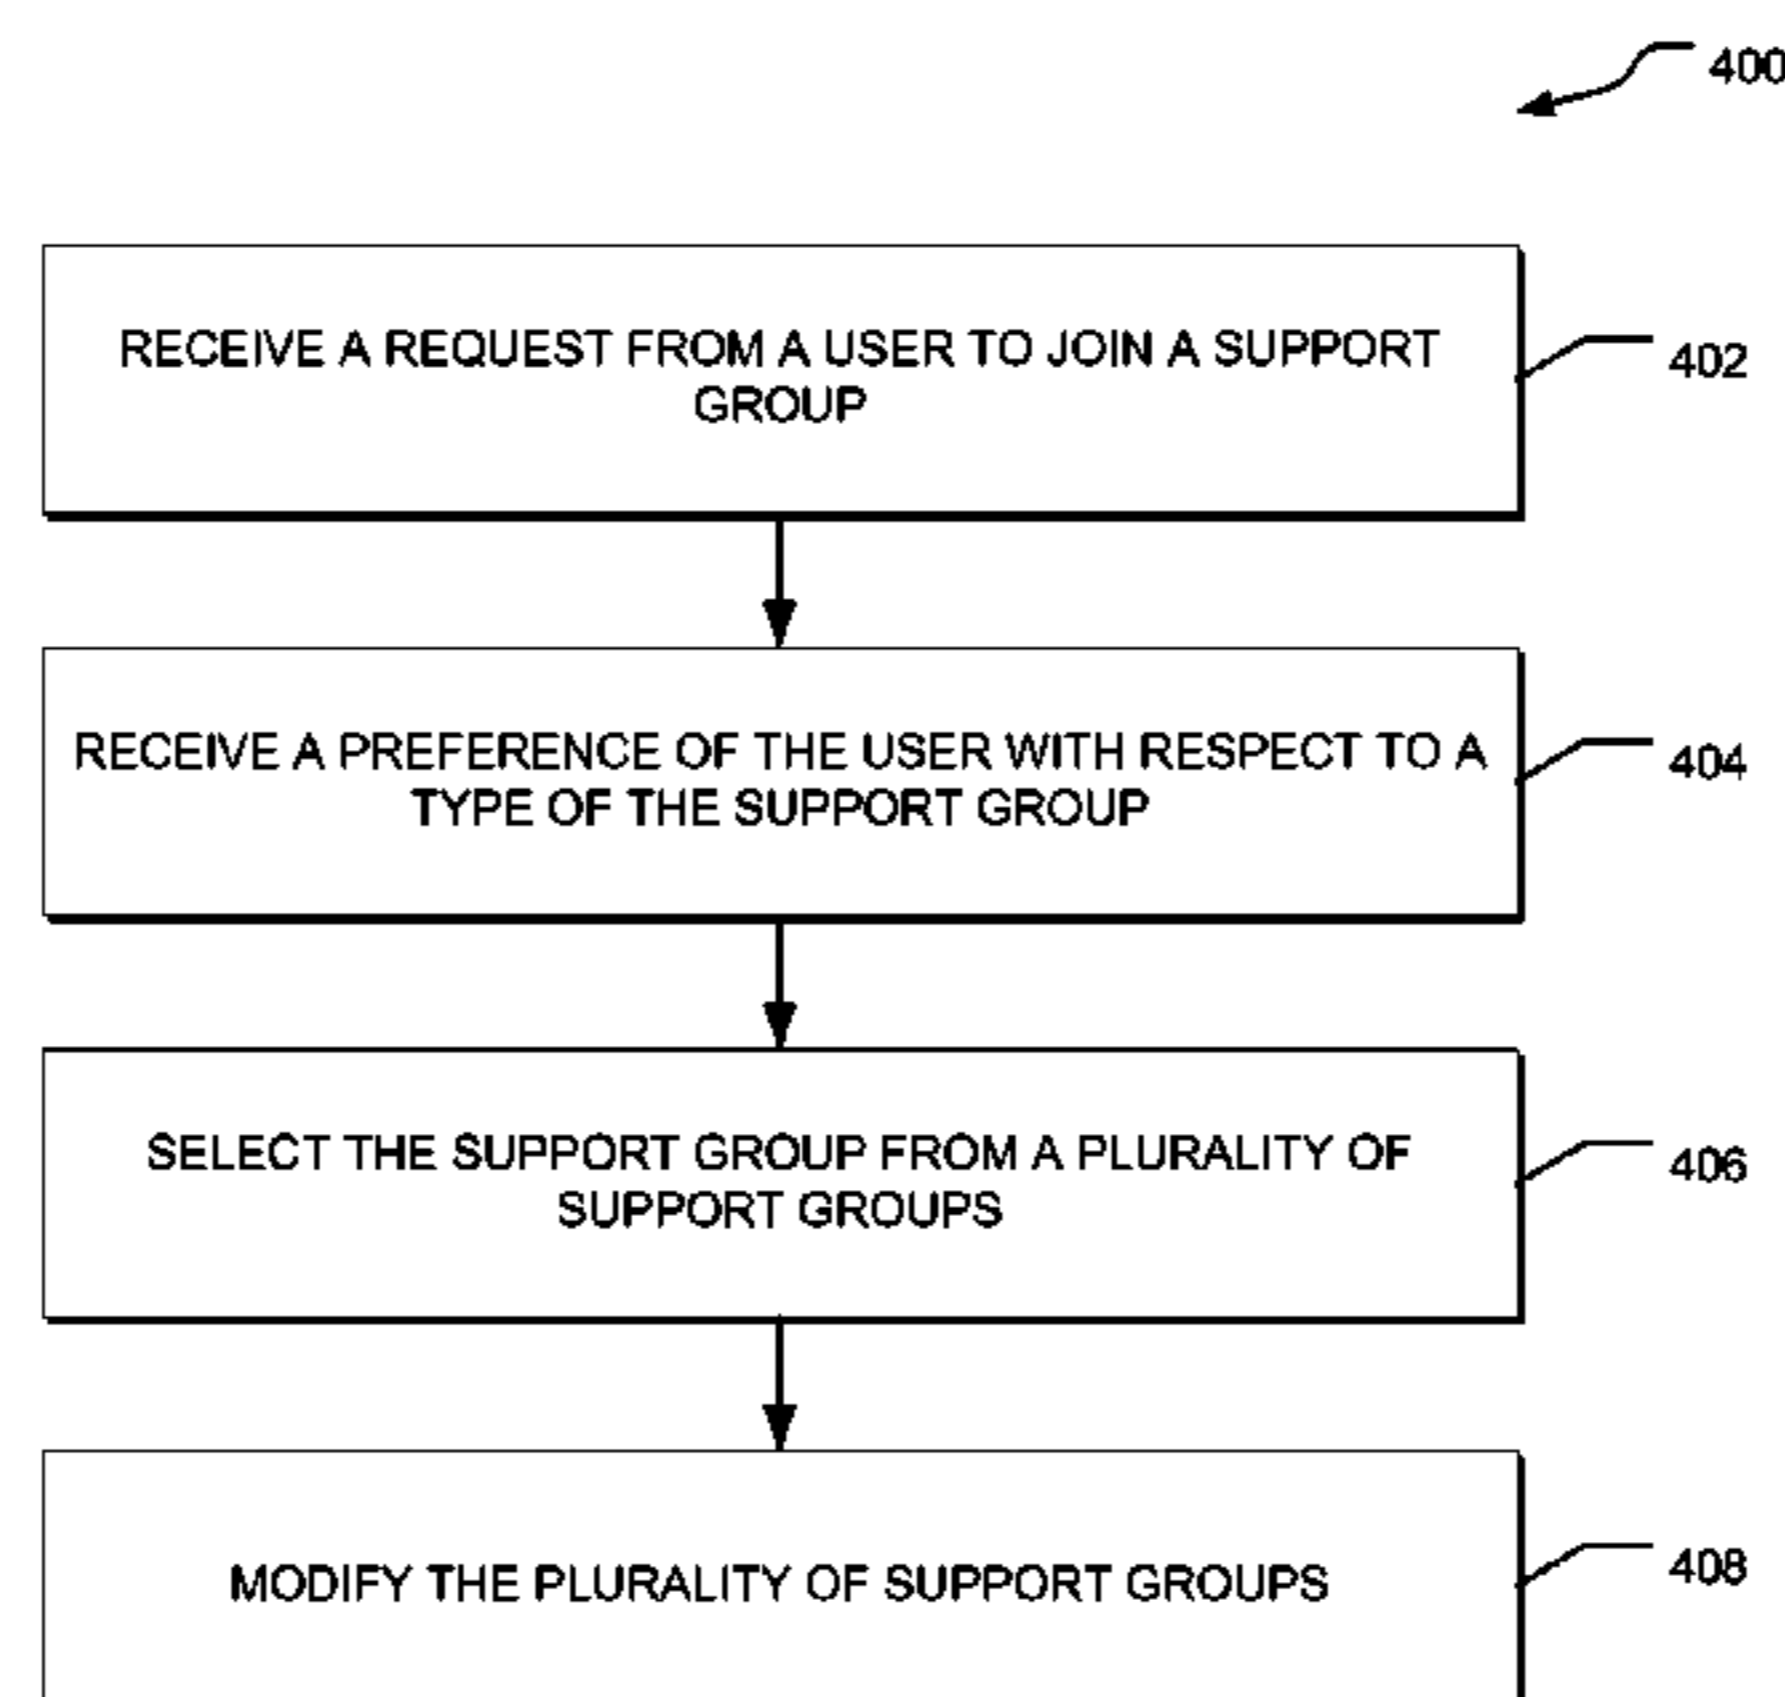 400
RECEIVE A REQUEST FROM A USER TO JOIN A SUPPORT
GROUP
402
RECEIVE A PREFERENCE OF THE USER WITH RESPECT TO A
TYPE OF THE SUPPORT GROUP
404
SELECT THE SUPPORT GROUP FROM A PLURALITY OF
SUPPORT GROUPS
406
MODIFY THE PLURALITY OF SUPPORT GROUPS
408